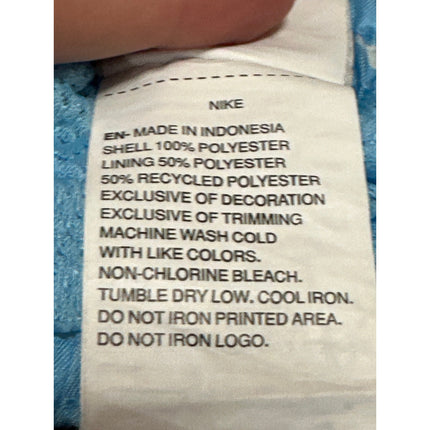 NIKE
EN- MADE IN INDONESIA
SHELL 100% POLYESTER
LINING 50% POLYESTER
50% RECYCLED POLYESTER
EXCLUSIVE OF DECORATION
EXCLUSIVE OF TRIMMING
MACHINE WASH COLD
WITH LIKE COLORS.
NON-CHLORINE BLEACH.
TUMBLE DRY LOW. COOL IRON.
DO NOT IRON PRINTED AREA.
DO NOT IRON LOGO.